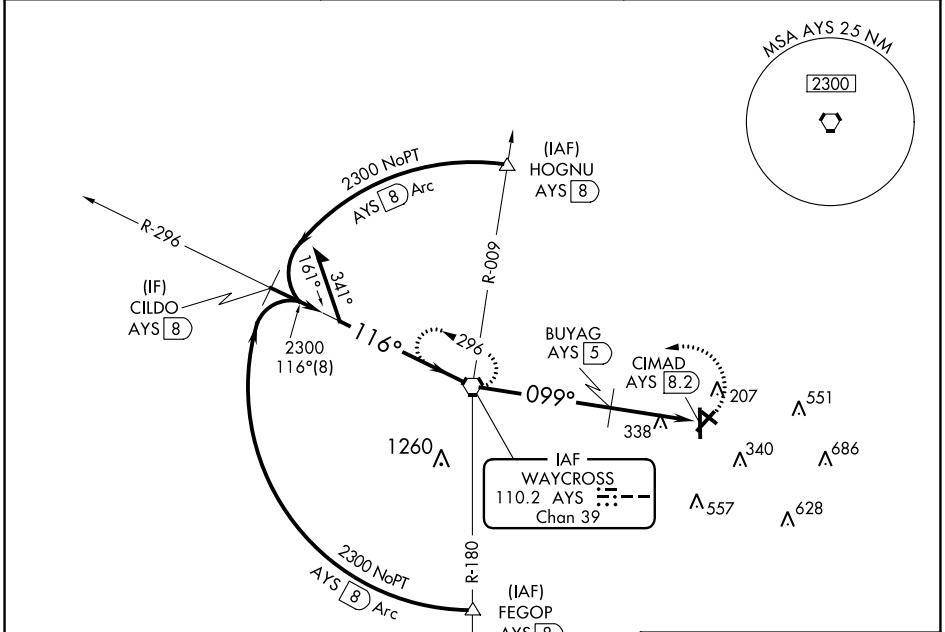 MSA AYS 25 NM
2300
(IAF)
HOGNU
AYS 8
2300 NoPT
AYS 8 Arc
R-296
R-009
161°
341°
(IF)
CILDO
AYS 8
2300
116°(8)
116°
296
BUYAG
AYS 5
CIMAD
AYS 8.2
099°
207
551
338
340
686
1260
557
628
IAF
WAYCROSS
110.2 AYS
Chan 39
R-180
2300 NoPT
AYS 8 Arc
(IAF)
FEGOP
AYS 8